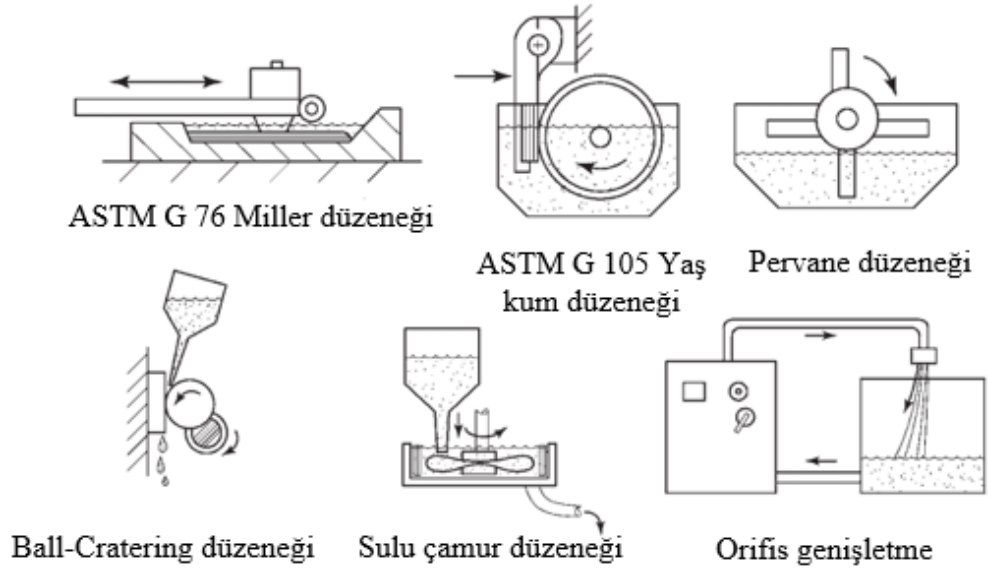 ASTM G 76 Miller düzeneği
ASTM G 105 Yaş
kum düzeneği
Pervane düzeneği
Ball-Cratering düzeneği
Sulu çamur düzeneği
Orifis genişletme